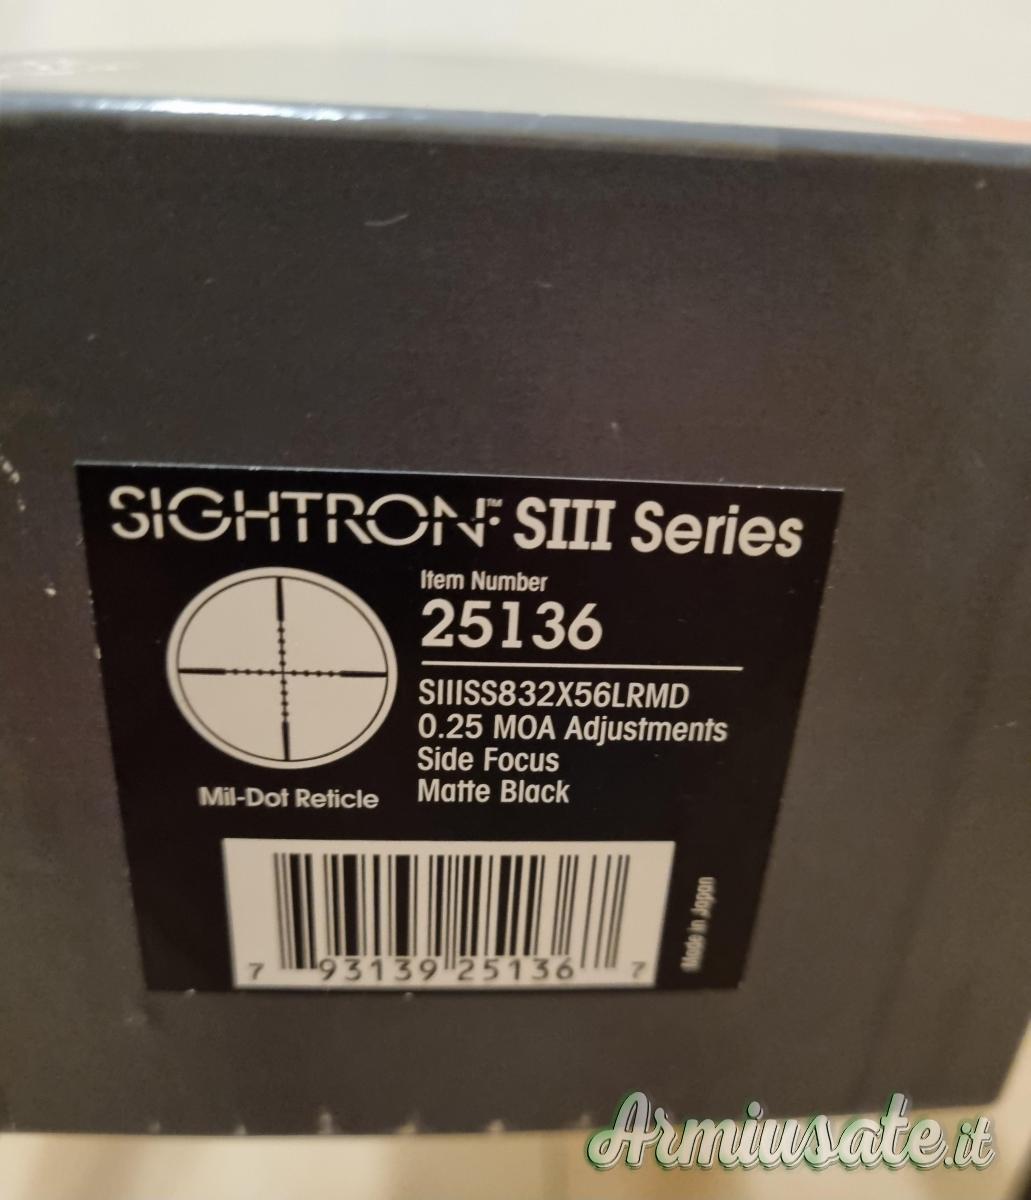 SIGHTRON™ SIII Series
Item Number
25136
SIIISS832X56LRMD
0.25 MOA Adjustments
Side Focus
Matte Black
Mil-Dot Reticle
Made in Japan
7 93139 25136 7
Armiusate.it